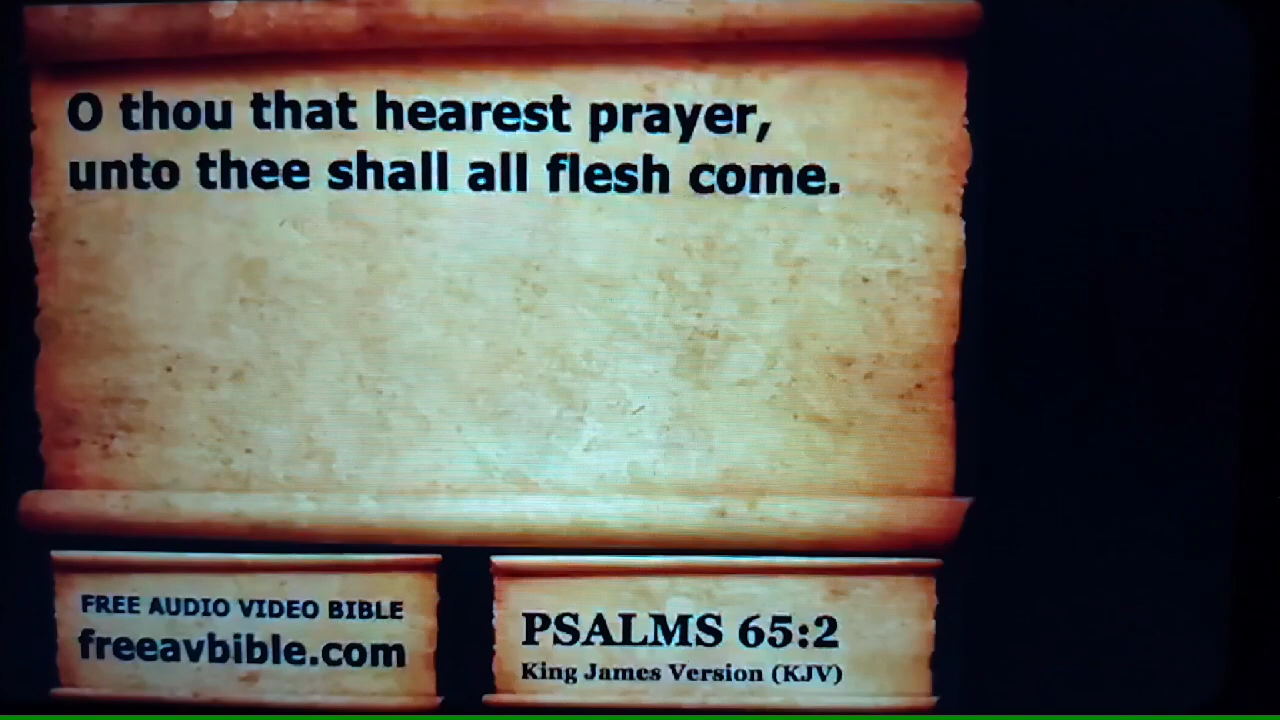 O thou that hearest prayer,
unto thee shall all flesh come.
FREE AUDIO VIDEO BIBLE
freeavbible.com
PSALMS 65:2
King James Version (KJV)